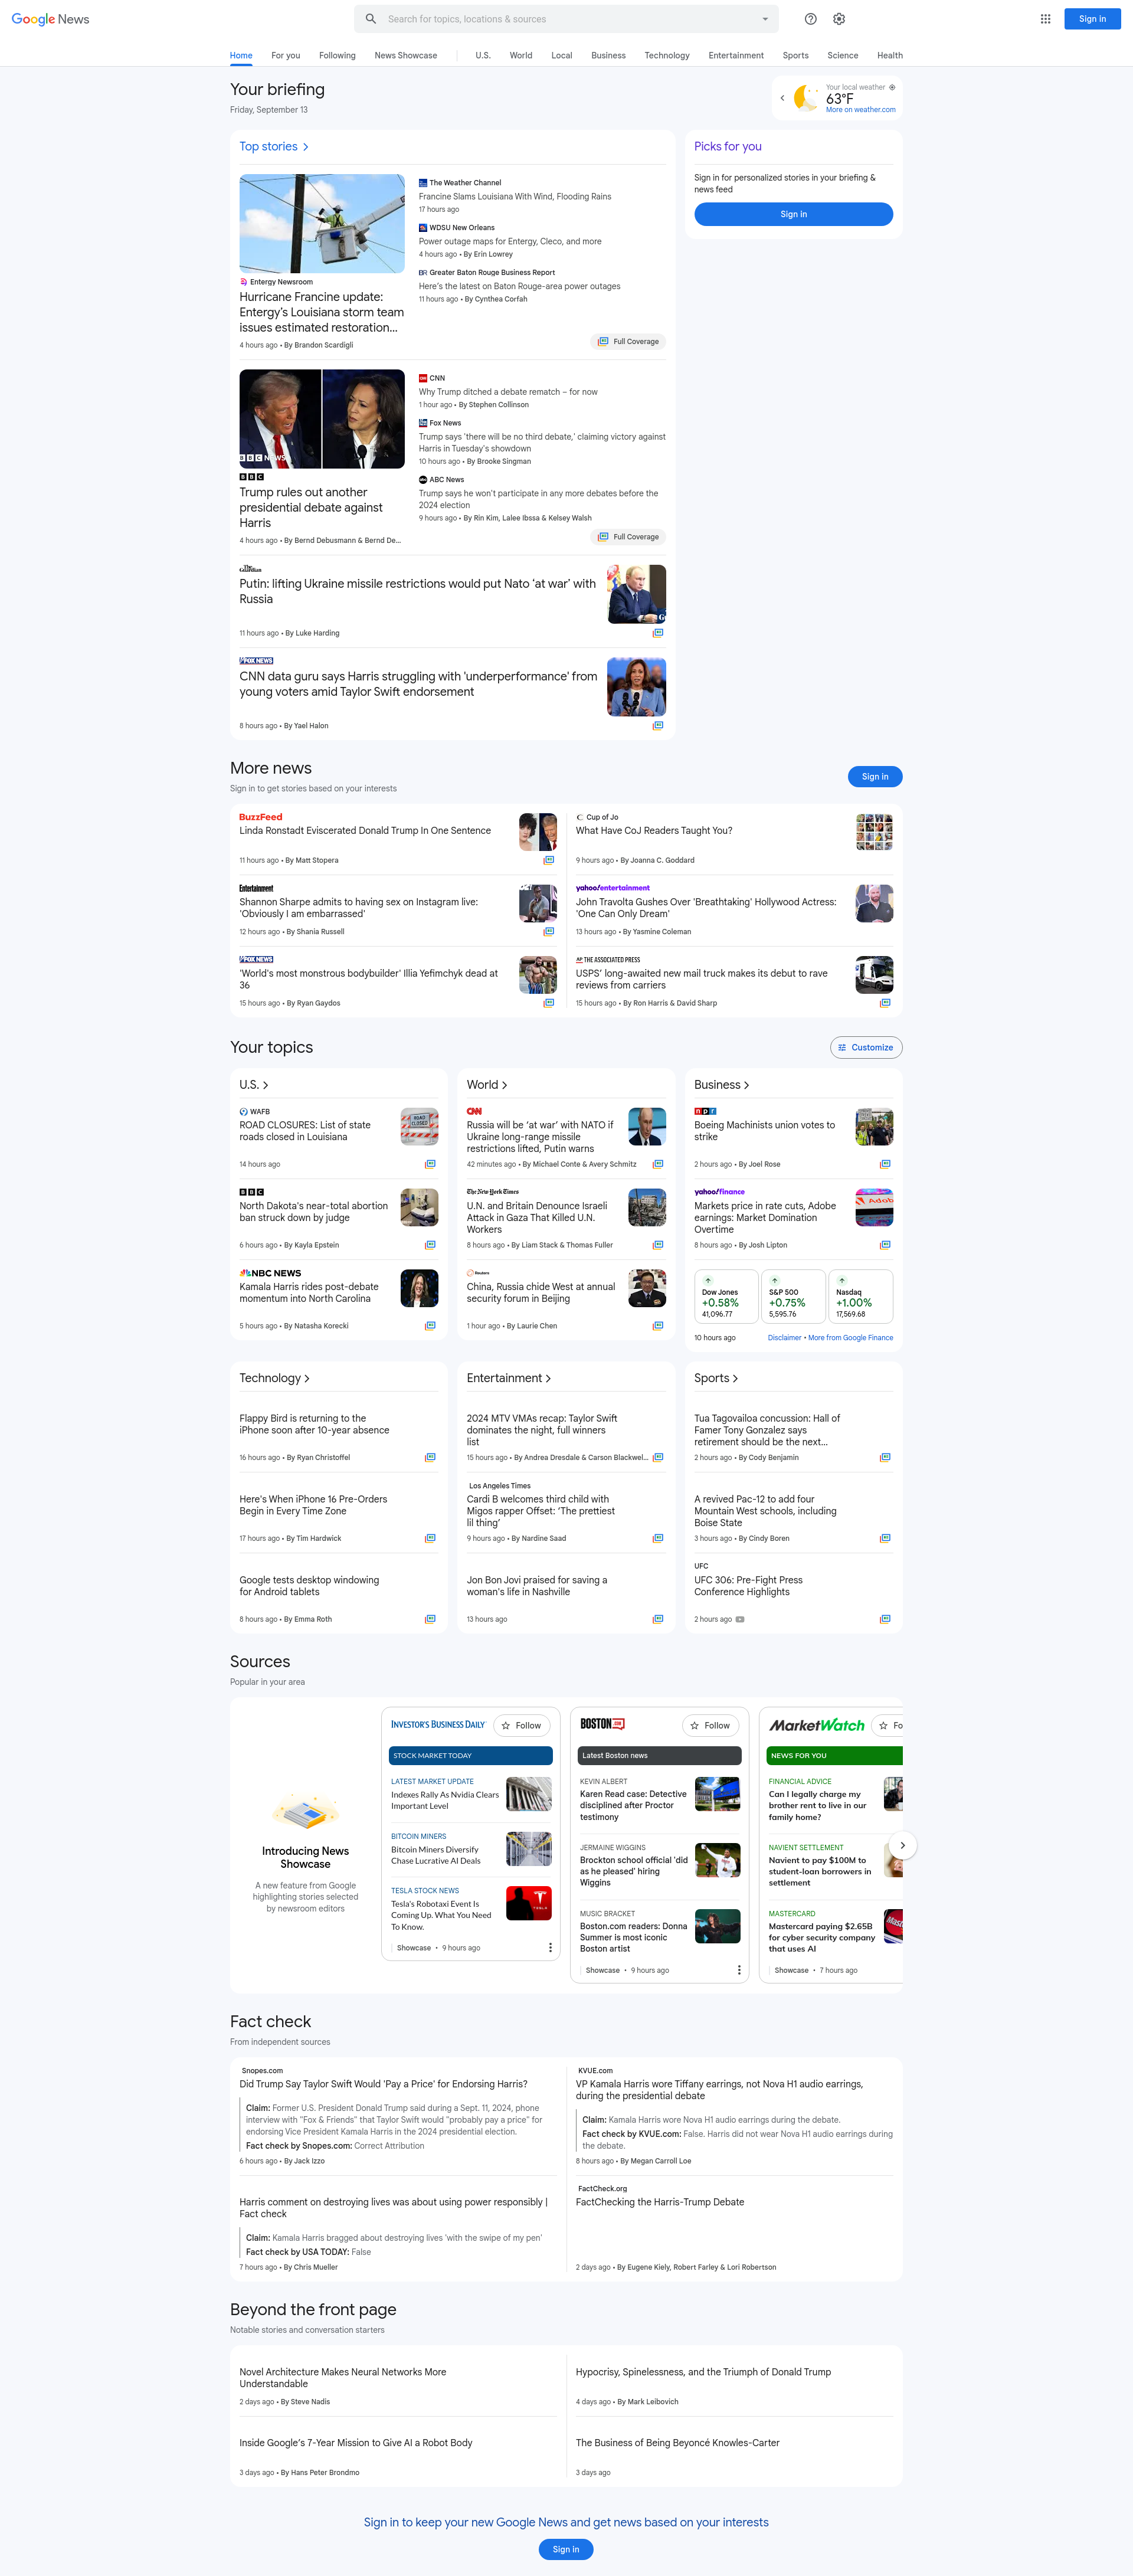 Google News
Search for topics, locations & sources
Sign in
Home
For you
Following
News Showcase
U.S.
World
Local
Business
Technology
Entertainment
Sports
Science
Health
Your briefing
Friday, September 13
Your local weather
63°F
More on weather.com
Top stories
Entergy Newsroom
Hurricane Francine update:
Entergy's Louisiana storm team
issues estimated restoration...
4 hours ago • By Brandon Scardigli
The Weather Channel
Francine Slams Louisiana With Wind, Flooding Rains
17 hours ago
WDSU New Orleans
Power outage maps for Entergy, Cleco, and more
4 hours ago • By Erin Lowrey
BR Greater Baton Rouge Business Report
Here's the latest on Baton Rouge-area power outages
11 hours ago • By Cynthea Corfah
Full Coverage
BBC NEWS
BBC
Trump rules out another
presidential debate against
Harris
4 hours ago • By Bernd Debusmann & Bernd De...
CNN
Why Trump ditched a debate rematch – for now
1 hour ago • By Stephen Collinson
Fox News
Trump says 'there will be no third debate,' claiming victory against
Harris in Tuesday's showdown
10 hours ago • By Brooke Singman
abc ABC News
Trump says he won't participate in any more debates before the
2024 election
9 hours ago • By Rin Kim, Lalee Ibssa & Kelsey Walsh
Full Coverage
The Guardian
Putin: lifting Ukraine missile restrictions would put Nato 'at war' with
Russia
11 hours ago • By Luke Harding
FOX NEWS
CNN data guru says Harris struggling with 'underperformance' from
young voters amid Taylor Swift endorsement
8 hours ago • By Yael Halon
Picks for you
Sign in for personalized stories in your briefing &
news feed
Sign in
More news
Sign in to get stories based on your interests
Sign in
BuzzFeed
Linda Ronstadt Eviscerated Donald Trump In One Sentence
11 hours ago • By Matt Stopera
Entertainment
Shannon Sharpe admits to having sex on Instagram live:
'Obviously I am embarrassed'
12 hours ago • By Shania Russell
FOX NEWS
'World's most monstrous bodybuilder' Illia Yefimchyk dead at
36
15 hours ago • By Ryan Gaydos
Cup of Jo
What Have CoJ Readers Taught You?
9 hours ago • By Joanna C. Goddard
yahoo!entertainment
John Travolta Gushes Over 'Breathtaking' Hollywood Actress:
'One Can Only Dream'
13 hours ago • By Yasmine Coleman
AP THE ASSOCIATED PRESS
USPS' long-awaited new mail truck makes its debut to rave
reviews from carriers
15 hours ago • By Ron Harris & David Sharp
Your topics
Customize
U.S.
WAFB
ROAD CLOSURES: List of state
roads closed in Louisiana
ROAD CLOSED
14 hours ago
BBC
North Dakota's near-total abortion
ban struck down by judge
6 hours ago • By Kayla Epstein
NBC NEWS
Kamala Harris rides post-debate
momentum into North Carolina
5 hours ago • By Natasha Korecki
World
CNN
Russia will be 'at war' with NATO if
Ukraine long-range missile
restrictions lifted, Putin warns
42 minutes ago • By Michael Conte & Avery Schmitz
The New York Times
U.N. and Britain Denounce Israeli
Attack in Gaza That Killed U.N.
Workers
8 hours ago • By Liam Stack & Thomas Fuller
Reuters
China, Russia chide West at annual
security forum in Beijing
1 hour ago • By Laurie Chen
Business
npr
Boeing Machinists union votes to
strike
2 hours ago • By Joel Rose
yahoo!finance
Markets price in rate cuts, Adobe
earnings: Market Domination
Overtime
8 hours ago • By Josh Lipton
Dow Jones
+0.58%
41,096.77
S&P 500
+0.75%
5,595.76
Nasdaq
+1.00%
17,569.68
10 hours ago
Disclaimer • More from Google Finance
Technology
Flappy Bird is returning to the
iPhone soon after 10-year absence
16 hours ago • By Ryan Christoffel
Here's When iPhone 16 Pre-Orders
Begin in Every Time Zone
17 hours ago • By Tim Hardwick
Google tests desktop windowing
for Android tablets
8 hours ago • By Emma Roth
Entertainment
2024 MTV VMAs recap: Taylor Swift
dominates the night, full winners
list
15 hours ago • By Andrea Dresdale & Carson Blackwel...
Los Angeles Times
Cardi B welcomes third child with
Migos rapper Offset: 'The prettiest
lil thing'
9 hours ago • By Nardine Saad
Jon Bon Jovi praised for saving a
woman's life in Nashville
13 hours ago
Sports
Tua Tagovailoa concussion: Hall of
Famer Tony Gonzalez says
retirement should be the next...
2 hours ago • By Cody Benjamin
A revived Pac-12 to add four
Mountain West schools, including
Boise State
3 hours ago • By Cindy Boren
UFC
UFC 306: Pre-Fight Press
Conference Highlights
2 hours ago
Sources
Popular in your area
Introducing News
Showcase
A new feature from Google
highlighting stories selected
by newsroom editors
INVESTOR'S BUSINESS DAILY
Follow
STOCK MARKET TODAY
LATEST MARKET UPDATE
Indexes Rally As Nvidia Clears
Important Level
BITCOIN MINERS
Bitcoin Miners Diversify
Chase Lucrative AI Deals
TESLA STOCK NEWS
Tesla's Robotaxi Event Is
Coming Up. What You Need
To Know.
Showcase • 9 hours ago
BOSTON.COM
Follow
Latest Boston news
KEVIN ALBERT
Karen Read case: Detective
disciplined after Proctor
testimony
JERMAINE WIGGINS
Brockton school official 'did
as he pleased' hiring
Wiggins
MUSIC BRACKET
Boston.com readers: Donna
Summer is most iconic
Boston artist
Showcase • 9 hours ago
MarketWatch
Fo
NEWS FOR YOU
FINANCIAL ADVICE
Can I legally charge my
brother rent to live in our
family home?
NAVIENT SETTLEMENT
Navient to pay $100M to
student-loan borrowers in
settlement
MASTERCARD
Mastercard paying $2.65B
for cyber security company
that uses AI
Showcase • 7 hours ago
Fact check
From independent sources
Snopes.com
Did Trump Say Taylor Swift Would 'Pay a Price' for Endorsing Harris?
Claim: Former U.S. President Donald Trump said during a Sept. 11, 2024, phone
interview with "Fox & Friends" that Taylor Swift would "probably pay a price" for
endorsing Vice President Kamala Harris in the 2024 presidential election.
Fact check by Snopes.com: Correct Attribution
6 hours ago • By Jack Izzo
Harris comment on destroying lives was about using power responsibly |
Fact check
Claim: Kamala Harris bragged about destroying lives 'with the swipe of my pen'
Fact check by USA TODAY: False
7 hours ago • By Chris Mueller
KVUE.com
VP Kamala Harris wore Tiffany earrings, not Nova H1 audio earrings,
during the presidential debate
Claim: Kamala Harris wore Nova H1 audio earrings during the debate.
Fact check by KVUE.com: False. Harris did not wear Nova H1 audio earrings during
the debate.
8 hours ago • By Megan Carroll Loe
FactCheck.org
FactChecking the Harris-Trump Debate
2 days ago • By Eugene Kiely, Robert Farley & Lori Robertson
Beyond the front page
Notable stories and conversation starters
Novel Architecture Makes Neural Networks More
Understandable
2 days ago • By Steve Nadis
Inside Google's 7-Year Mission to Give AI a Robot Body
3 days ago • By Hans Peter Brondmo
Hypocrisy, Spinelessness, and the Triumph of Donald Trump
4 days ago • By Mark Leibovich
The Business of Being Beyoncé Knowles-Carter
3 days ago
Sign in to keep your new Google News and get news based on your interests
Sign in